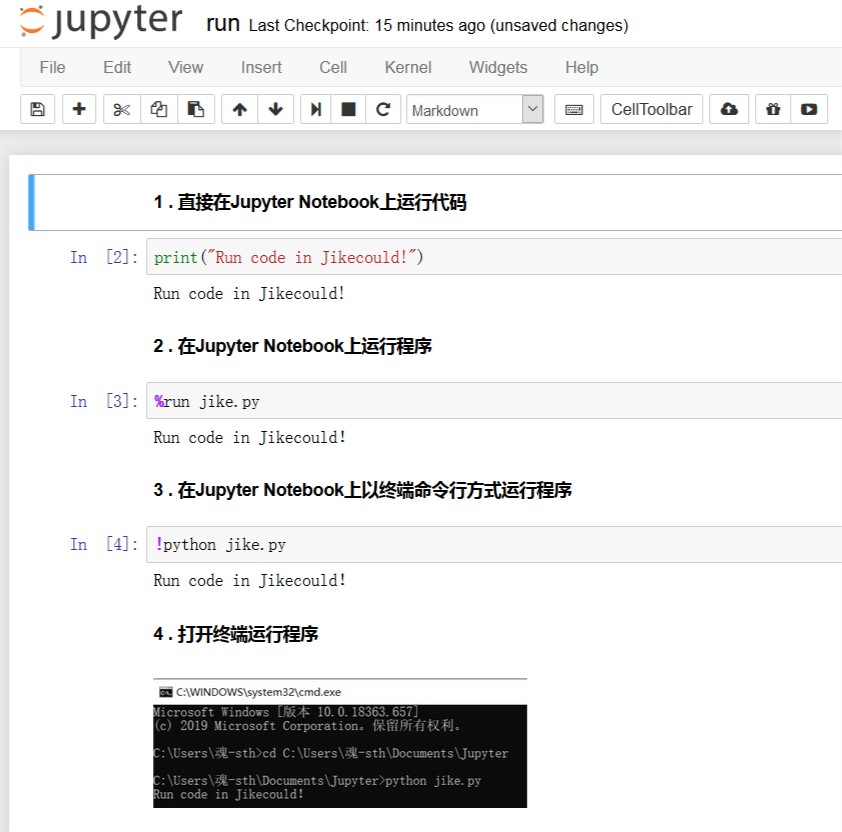 jupyter run Last Checkpoint: 15 minutes ago (unsaved changes)
File Edit View Insert Cell Kernel Widgets Help
Markdown CellToolbar
1 . 直接在Jupyter Notebook上运行代码
In [2]: print("Run code in Jikecould!")
Run code in Jikecould!
2 . 在Jupyter Notebook上运行程序
In [3]: %run jike.py
Run code in Jikecould!
3 . 在Jupyter Notebook上以终端命令行方式运行程序
In [4]: !python jike.py
Run code in Jikecould!
4 . 打开终端运行程序
C:\WINDOWS\system32\cmd.exe
Microsoft Windows [版本 10.0.18363.657]
(c) 2019 Microsoft Corporation。保留所有权利。
C:\Users\魂-sth>cd C:\Users\魂-sth\Documents\Jupyter
C:\Users\魂-sth\Documents\Jupyter>python jike.py
Run code in Jikecould!